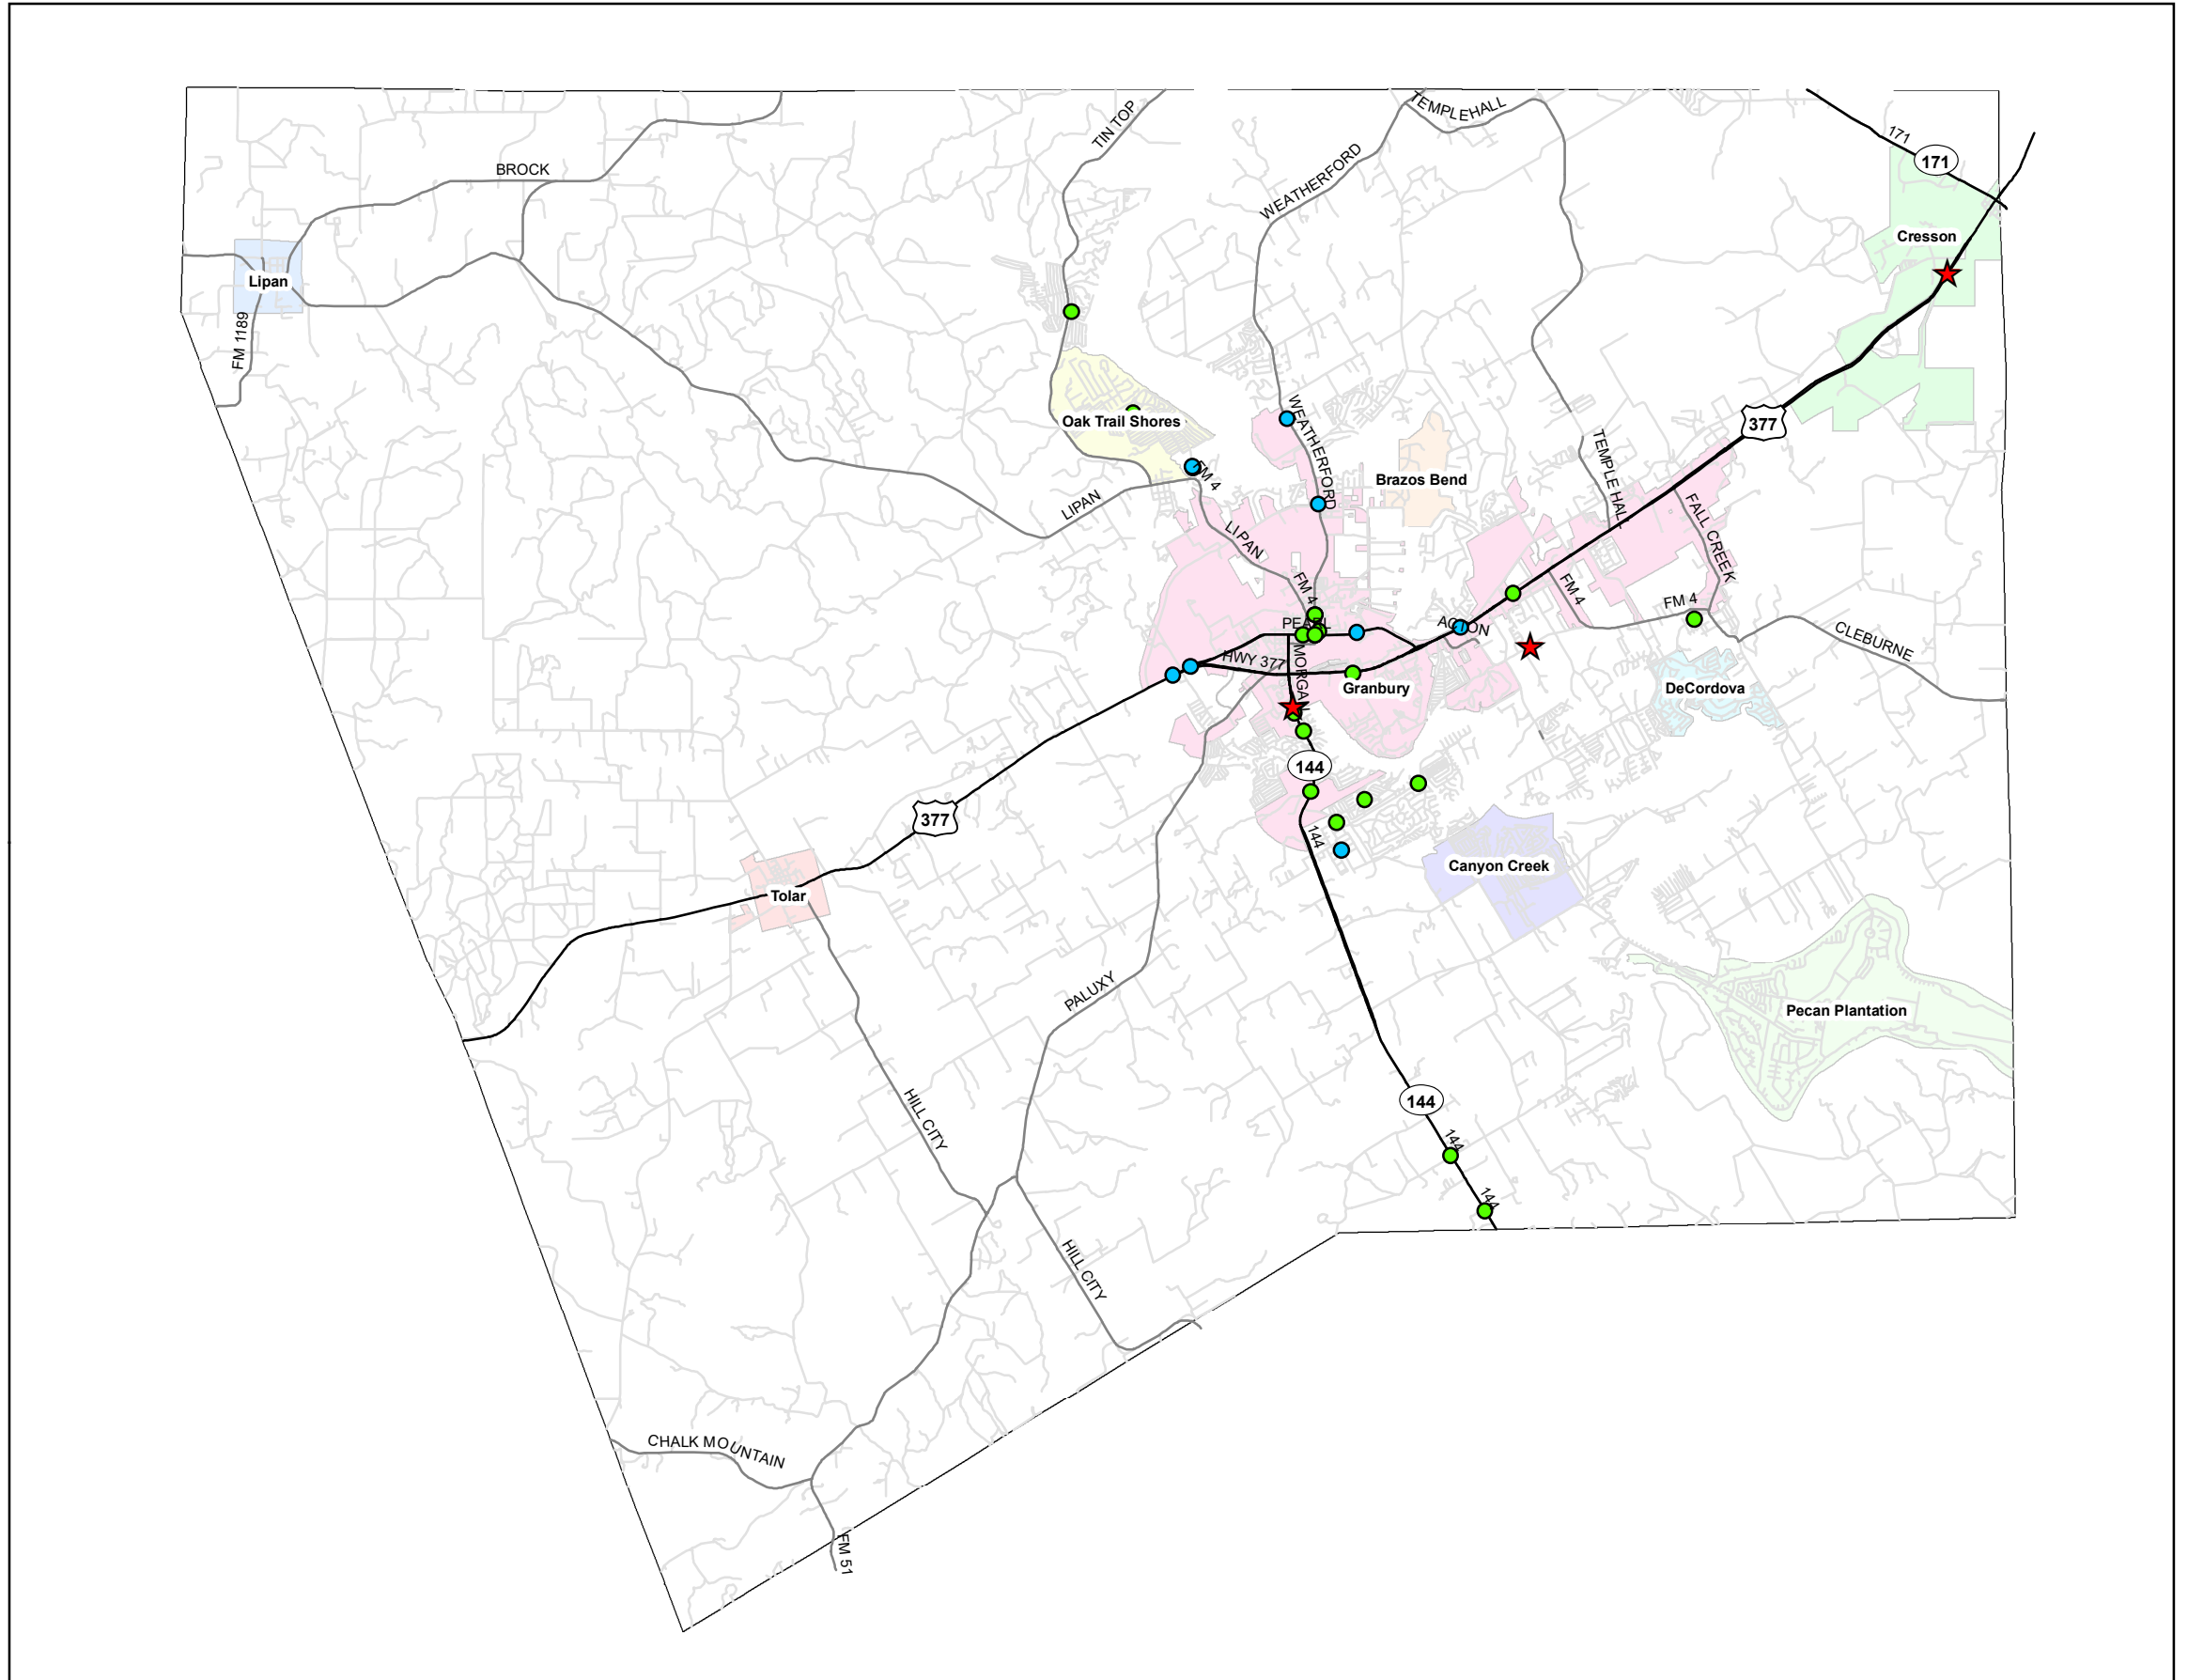 TEMPLEHALL
TIN TOP
171
171
BROCK
WEATHERFORD
Cresson
Lipan
FM 1189
Oak Trail Shores
WEATHERFORD
377
Brazos Bend
FM 4
TEMPLE HALL
LIPAN
FALL CREEK
LIPAN
FM 4
FM 4
FM 4
PEARL
ACTON
CLEBURNE
HWY 377
MORGAN
Granbury
DeCordova
144
377
144
Canyon Creek
Tolar
PALUXY
Pecan Plantation
HILL CITY
144
144
144
HILL CITY
CHALK MOUNTAIN
FM 51